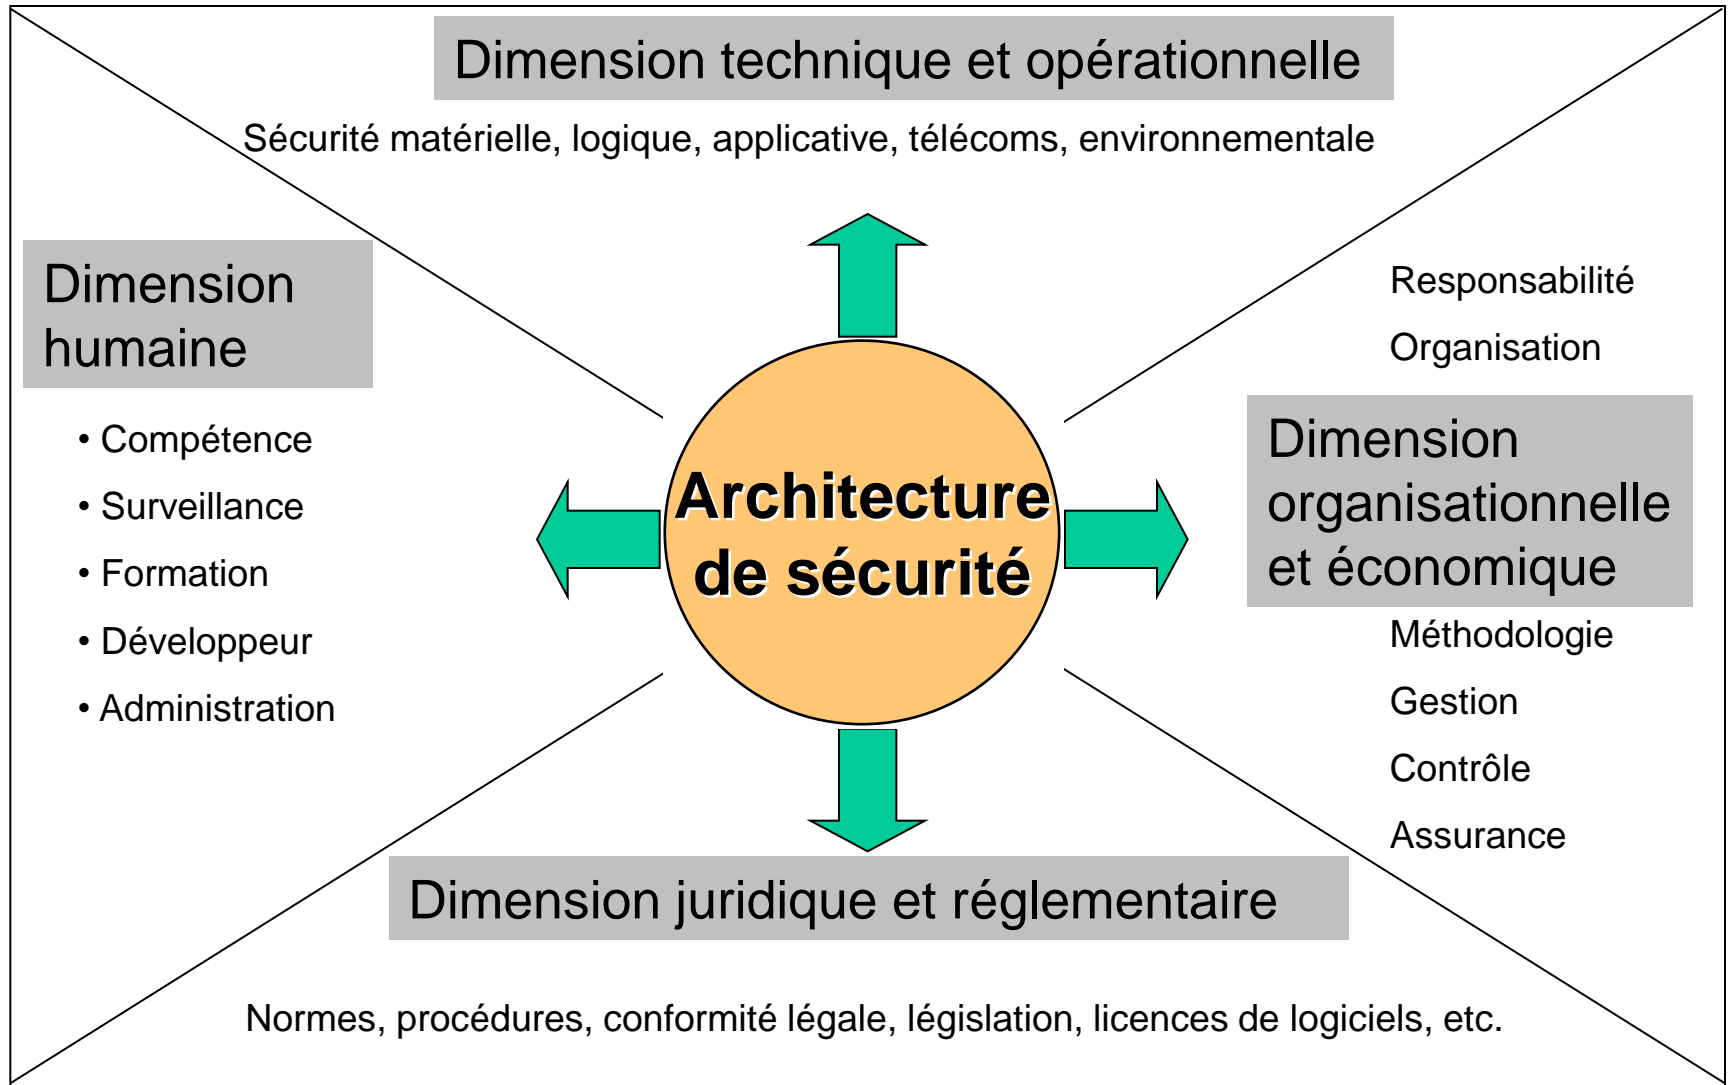 Dimension technique et opérationnelle
Sécurité matérielle, logique, applicative, télécoms, environnementale
Dimension
humaine
• Compétence
• Surveillance
• Formation
• Développeur
• Administration
Architecture
de sécurité
Responsabilité
Organisation
Dimension
organisationnelle
et économique
Méthodologie
Gestion
Contrôle
Assurance
Dimension juridique et réglementaire
Normes, procédures, conformité légale, législation, licences de logiciels, etc.